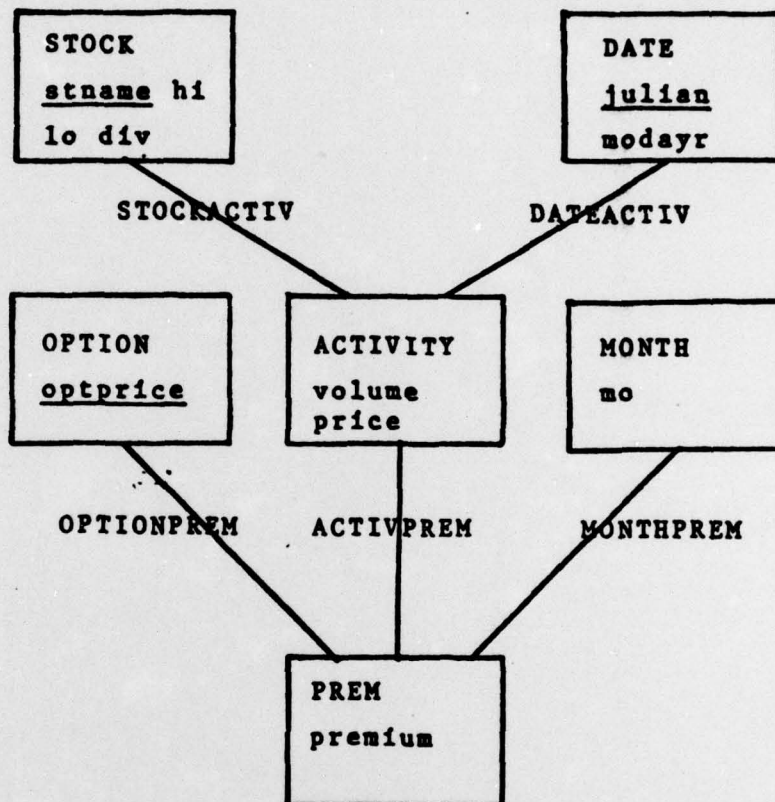 STOCK
stname hi
lo div
DATE
julian
modayr
STOCKACTIV
DATEACTIV
OPTION
optprice
ACTIVITY
volume
price
MONTH
mo
OPTIONPREM
ACTIVPREM
MONTHPREM
PREM
premium